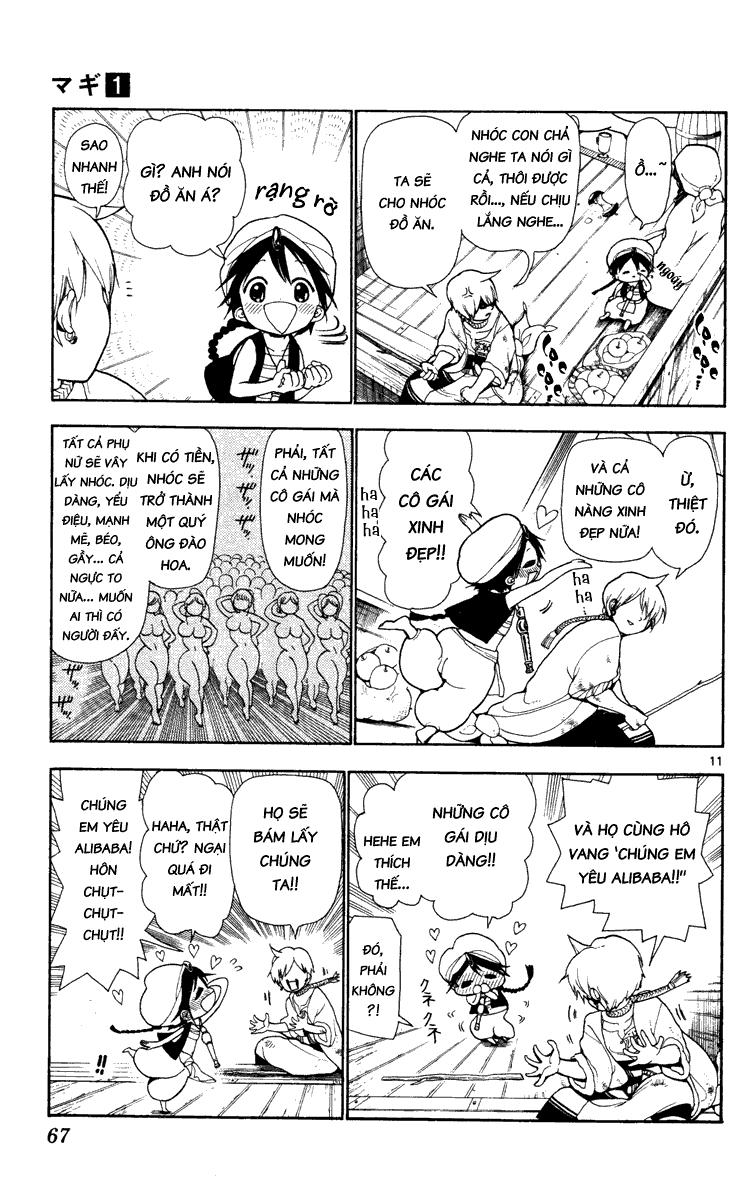 マギ1
Ồ...~
NHÓC CON CHẢ
NGHE TA NÓI GÌ
CẢ, THÔI ĐƯỢC
RỒI..., NẾU CHỊU
LẮNG NGHE...
TA SẼ
CHO NHÓC
ĐỒ ĂN.
ngoáy
GÌ? ANH NÓI
ĐỒ ĂN Á?
rạng rỡ
SAO
NHANH
THẾ!
Ừ,
THIỆT
ĐÓ.
VÀ CẢ
NHỮNG CÔ
NÀNG XINH
ĐẸP NỮA!
CÁC
CÔ GÁI
XINH
ĐẸP!!
ha
ha
ha
ha
ha
PHẢI, TẤT
CẢ NHỮNG
CÔ GÁI MÀ
NHÓC
MONG
MUỐN!
KHI CÓ TIỀN,
NHÓC SẼ
TRỞ THÀNH
MỘT QUÝ
ÔNG ĐÀO
HOA.
TẤT CẢ PHỤ
NỮ SẼ VÂY
LẤY NHÓC. DỊU
DÀNG, YỂU
ĐIỆU, MẠNH
MẼ, BÉO,
GẦY... CẢ
NGỰC TO
NỮA... MUỐN
AI THÌ CÓ
NGƯỜI ĐẤY.
11
VÀ HỌ CÙNG HÔ
VANG 'CHÚNG EM
YÊU ALIBABA!!"
NHỮNG CÔ
GÁI DỊU
DÀNG!!
HEHE EM
THÍCH
THẾ...
ĐÓ,
PHẢI
KHÔNG
?!
クネ
クネ
HỌ SẼ
BÁM LẤY
CHÚNG
TA!!
HAHA, THẬT
CHỨ? NGẠI
QUÁ ĐI
MẤT!!
CHÚNG
EM YÊU
ALIBABA!
HÔN
CHỤT-
CHỤT-
CHỤT!!
!!
67